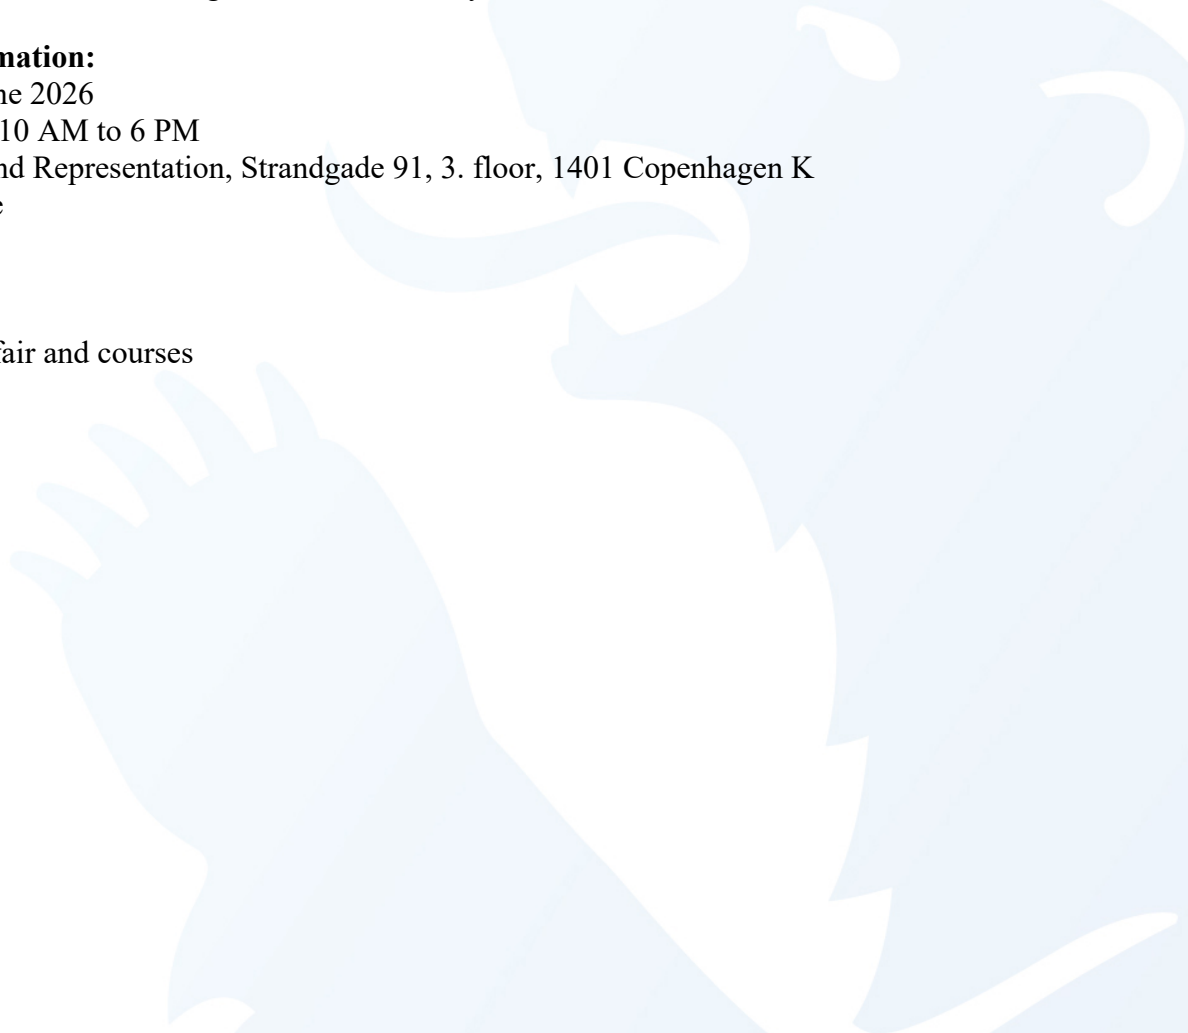 mation:
ne 2026
10 AM to 6 PM
nd Representation, Strandgade 91, 3. floor, 1401 Copenhagen K
e
fair and courses